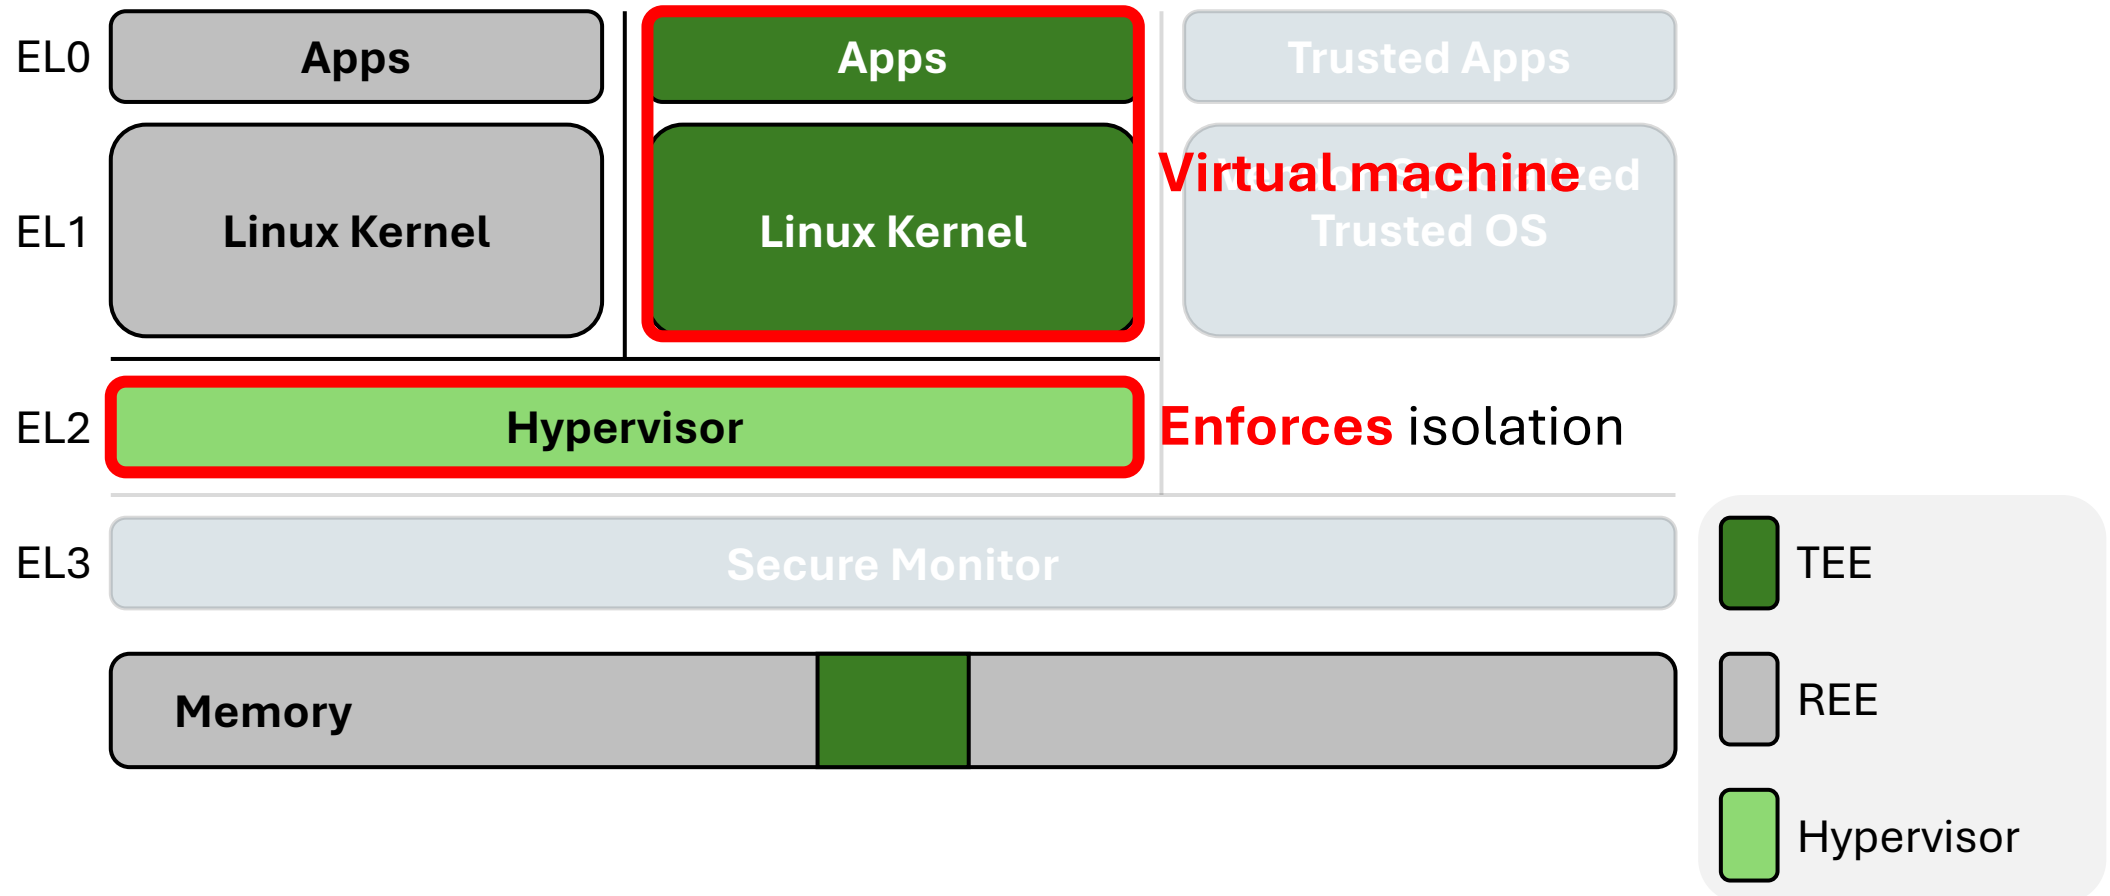 EL0
Apps
Apps
Trusted Apps
EL1
Linux Kernel
Linux Kernel
Virtual machine
Trusted OS
EL2
Hypervisor
Enforces isolation
EL3
Secure Monitor
Memory
TEE
REE
Hypervisor